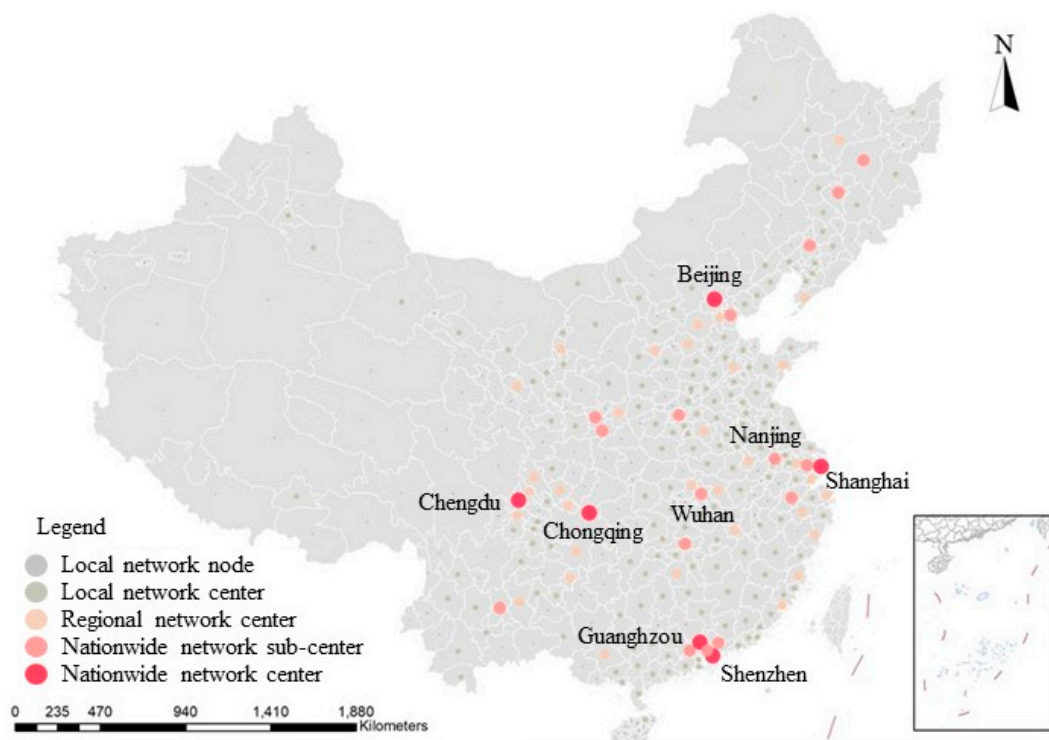 N
Beijing
Nanjing
Shanghai
Chengdu
Chongqing
Wuhan
Guanghzou
Shenzhen
Legend
Local network node
Local network center
Regional network center
Nationwide network sub-center
Nationwide network center
0 235 470 940 1,410 1,880
Kilometers